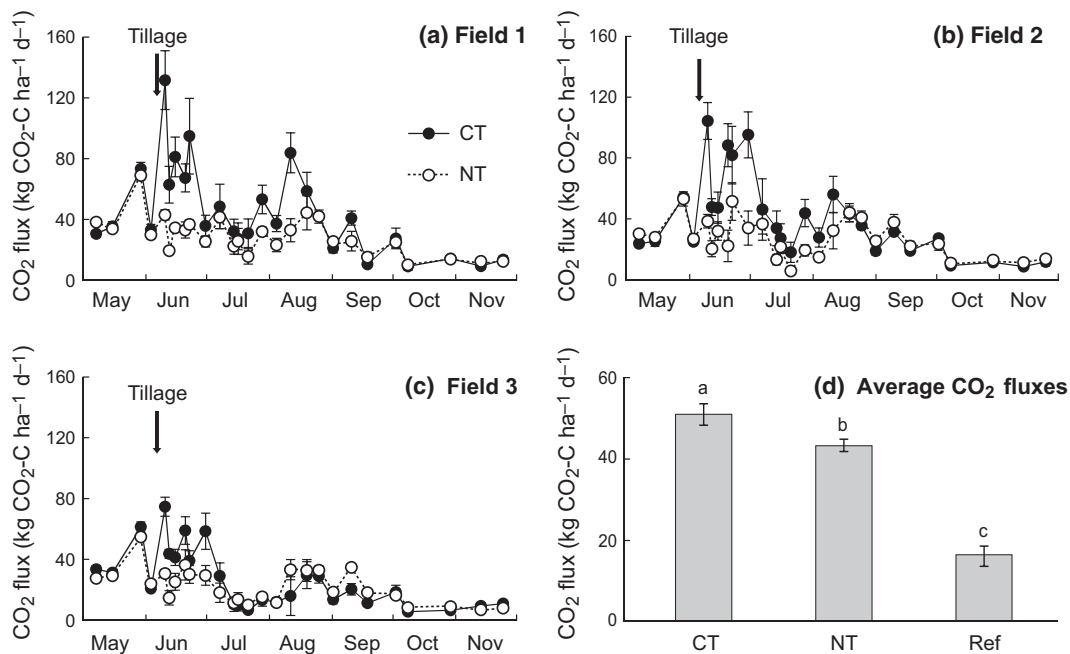 (a) Field 1
Tillage
CO₂ flux (kg CO₂-C ha⁻¹ d⁻¹)
160
120
80
40
0
CT
NT
May Jun Jul Aug Sep Oct Nov
(b) Field 2
Tillage
CO₂ flux (kg CO₂-C ha⁻¹ d⁻¹)
160
120
80
40
0
May Jun Jul Aug Sep Oct Nov
(c) Field 3
Tillage
CO₂ flux (kg CO₂-C ha⁻¹ d⁻¹)
160
120
80
40
0
May Jun Jul Aug Sep Oct Nov
(d) Average CO₂ fluxes
CO₂ flux (kg CO₂-C ha⁻¹ d⁻¹)
60
40
20
0
a
b
c
CT NT Ref